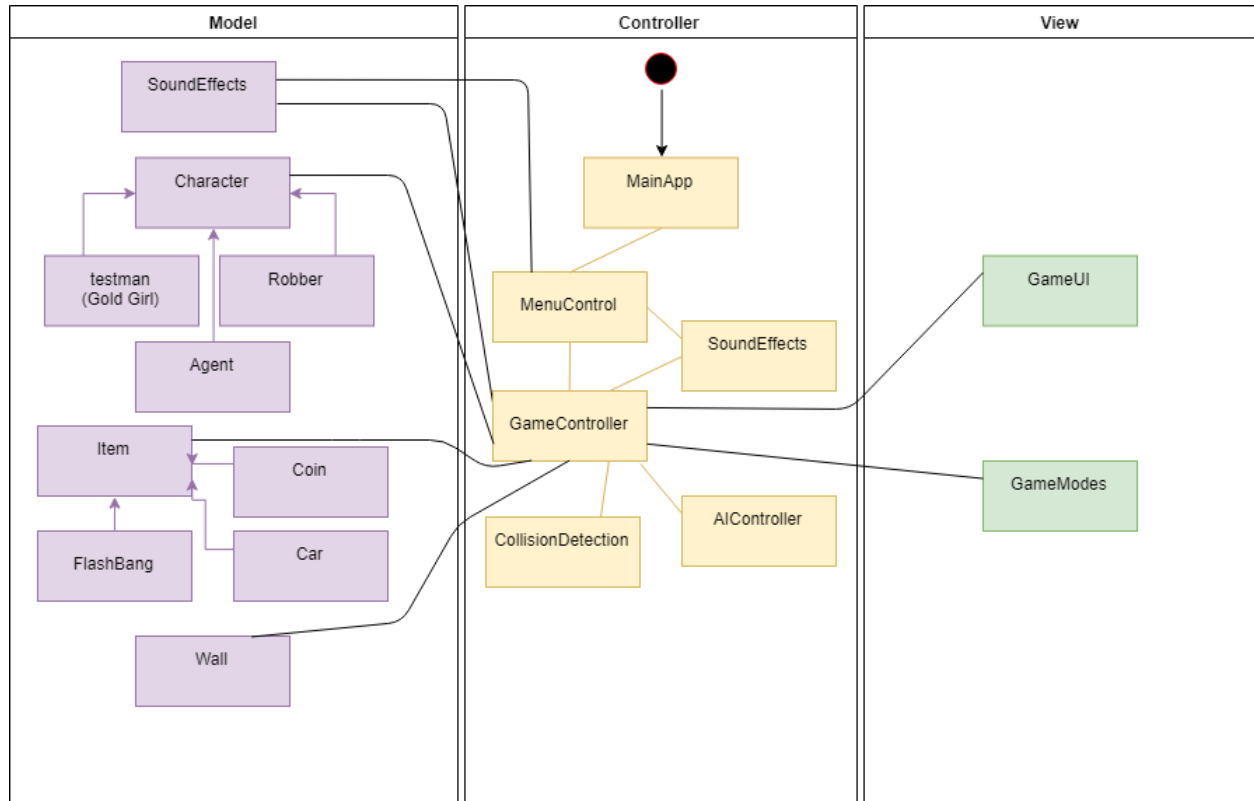 Model
Controller
View
SoundEffects
Character
testman
(Gold Girl)
Robber
Agent
Item
Coin
FlashBang
Car
Wall
MainApp
MenuControl
SoundEffects
GameController
CollisionDetection
AIController
GameUI
GameModes